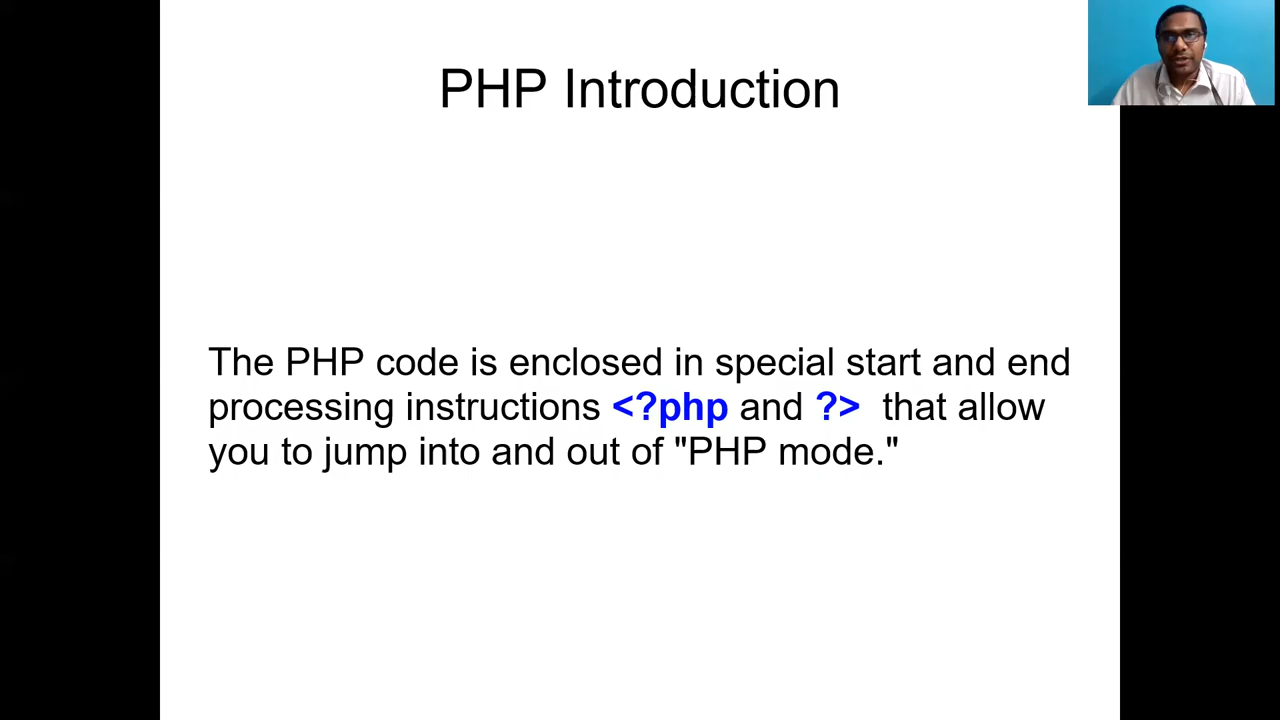 PHP Introduction
The PHP code is enclosed in special start and end
processing instructions <?php and ?> that allow
you to jump into and out of "PHP mode."